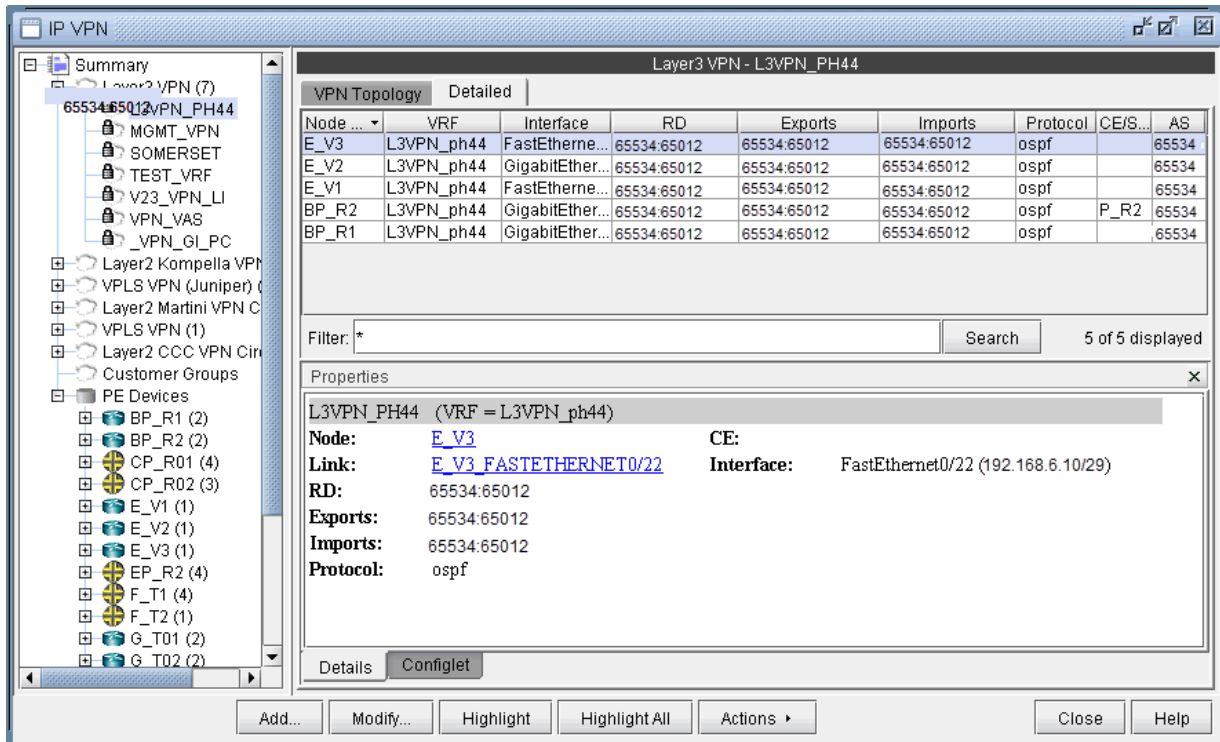 IP VPN
Summary
Layer3 VPN (7)
65534:65012
L3VPN_PH44
MGMT_VPN
SOMERSET
TEST_VRF
V23_VPN_LI
VPN_VAS
_VPN_GI_PC
Layer2 Kompella VPN
VPLS VPN (Juniper) (
Layer2 Martini VPN C
VPLS VPN (1)
Layer2 CCC VPN Cir
Customer Groups
PE Devices
BP_R1 (2)
BP_R2 (2)
CP_R01 (4)
CP_R02 (3)
E_V1 (1)
E_V2 (1)
E_V3 (1)
EP_R2 (4)
F_T1 (4)
F_T2 (1)
G_T01 (2)
G_T02 (2)
Layer3 VPN - L3VPN_PH44
VPN Topology Detailed
Node ... VRF Interface RD Exports Imports Protocol CE/S... AS
E_V3 L3VPN_ph44 FastEtherne... 65534:65012 65534:65012 65534:65012 ospf 65534
E_V2 L3VPN_ph44 GigabitEther... 65534:65012 65534:65012 65534:65012 ospf 65534
E_V1 L3VPN_ph44 FastEtherne... 65534:65012 65534:65012 65534:65012 ospf 65534
BP_R2 L3VPN_ph44 GigabitEther... 65534:65012 65534:65012 65534:65012 ospf P_R2 65534
BP_R1 L3VPN_ph44 GigabitEther... 65534:65012 65534:65012 65534:65012 ospf 65534
Filter: * Search 5 of 5 displayed
Properties
L3VPN_PH44 (VRF = L3VPN_ph44)
Node: E_V3 CE:
Link: E_V3_FASTETHERNET0/22 Interface: FastEthernet0/22 (192.168.6.10/29)
RD: 65534:65012
Exports: 65534:65012
Imports: 65534:65012
Protocol: ospf
Details Configlet
Add... Modify... Highlight Highlight All Actions Close Help